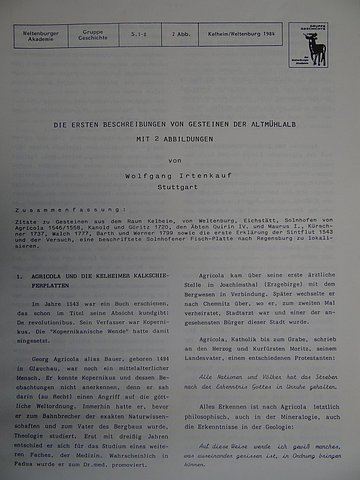 Weltenburger Akademie
Gruppe Geschichte
S. 1-8
2 Abb.
Kelheim/Weltenburg 1984
GRUPPE GESCHICHTE
der Weltenburger Akademie
DIE ERSTEN BESCHREIBUNGEN VON GESTEINEN DER ALTMÜHLALB
MIT 2 ABBILDUNGEN
von
Wolfgang Irtenkauf
Stuttgart
Zusammenfassung:
Zitate zu Gesteinen aus dem Raum Kelheim, von Weltenburg, Eichstätt, Solnhofen von
Agricola 1546/1558, Kanold und Göritz 1720, den Äbten Quirin IV. und Maurus I., Kürsch-
ner 1737, Walch 1777, Darth und Werner 1799 sowie die erste Erklärung der Sintflut 1543
und der Versuch, eine beschriftete Solnhofener Fisch-Platte nach Regensburg zu lokali-
sieren.
1. AGRICOLA UND DIE KELHEIMER KALKSCHIE-
FERPLATTEN
Im Jahre 1543 war ein Buch erschienen,
das schon im Titel seine Absicht kundgibt:
De revolutionibus. Sein Verfasser war Koperni-
kus. Die "Kopernikanische Wende" hatte damit
eingesetzt.
Georg Agricola alias Bauer, geboren 1494
in Glauchau, war noch ein mittelalterlicher
Mensch. Er kannte Kopernikus und dessen Be-
obachtungen nicht anerkennen, denn er sah
darin (zu Recht) einen Angriff auf die gött-
liche Weltordnung. Immerhin hatte er, bevor
er zum Bahnbrecher der exakten Naturwissen-
schaften und zum Vater des Bergbaus wurde,
Theologie studiert. Erst mit dreißig Jahren
entschied er sich für das Studium eines weite-
ren Faches, der Medizin. Wahrscheinlich in
Padua wurde er zum Dr.med. promoviert.
Agricola kam über seine erste Ärztliche
Stelle in Joachimsthal (Erzgebirge) mit dem
Bergwesen in Verbindung. Später wechselte er
nach Chemnitz über, wo er, zum zweiten Mal
verheiratet, Stadtarzt war und einer der an-
gesehensten Bürger dieser Stadt wurde.
Agricola, Katholik bis zum Grabe, schrieb
an den Herzog und Kurfürsten Moritz, seinen
Landesvater, einem entschiedenen Protestanten:
Alle Nationen und Völker hat das Streben
nach der Erkenntnis Gottes in Unruhe gehalten.
Alles Erkennen ist nach Agricola letztlich
philosophisch, auch in der Mineralogie, auch
die Erkenntnisse in der Geologie:
Auf diese Weise werde ich gewiß manches,
was auseinander gerissen ist, in Ordnung bringen
können.